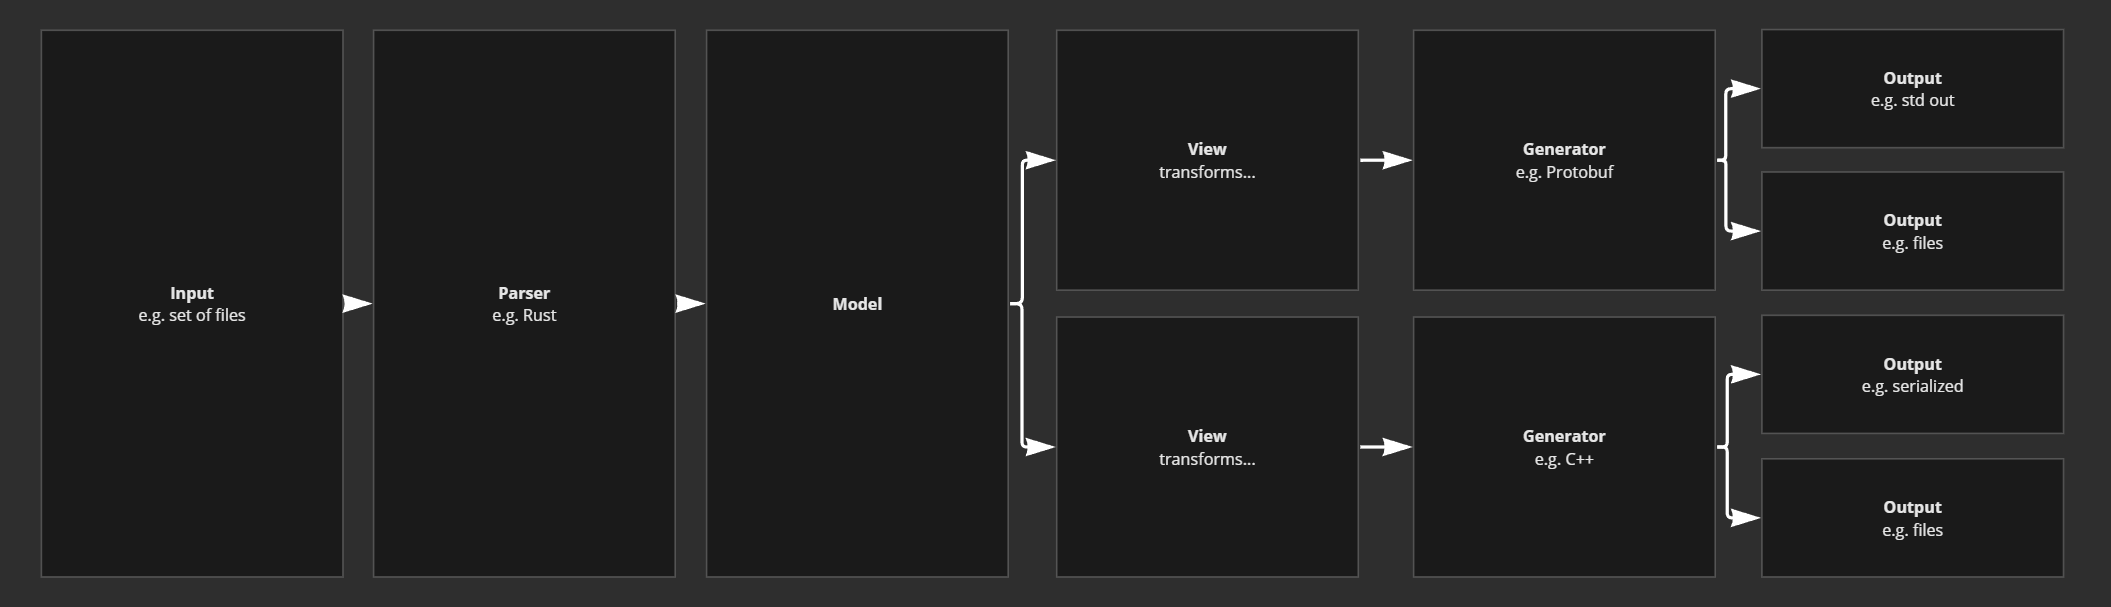 Input
e.g. set of files
Parser
e.g. Rust
Model
View
transforms...
Generator
e.g. Protobuf
Output
e.g. std out
Output
e.g. files
View
transforms...
Generator
e.g. C++
Output
e.g. serialized
Output
e.g. files